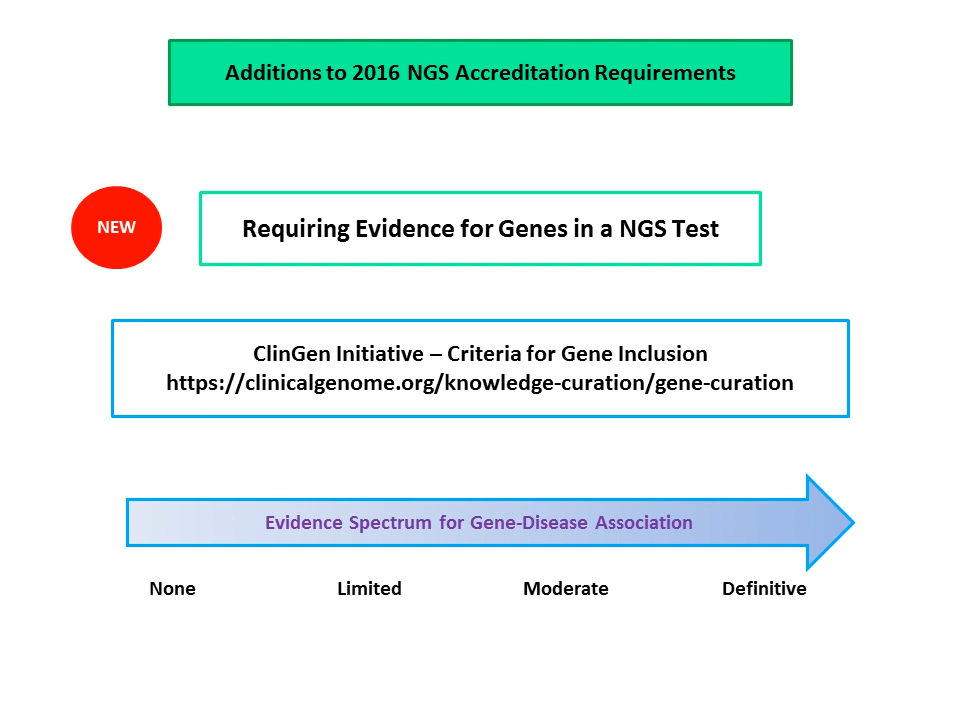 Additions to 2016 NGS Accreditation Requirements
NEW
Requiring Evidence for Genes in a NGS Test
ClinGen Initiative – Criteria for Gene Inclusion
https://clinicalgenome.org/knowledge-curation/gene-curation
Evidence Spectrum for Gene-Disease Association
None Limited Moderate Definitive